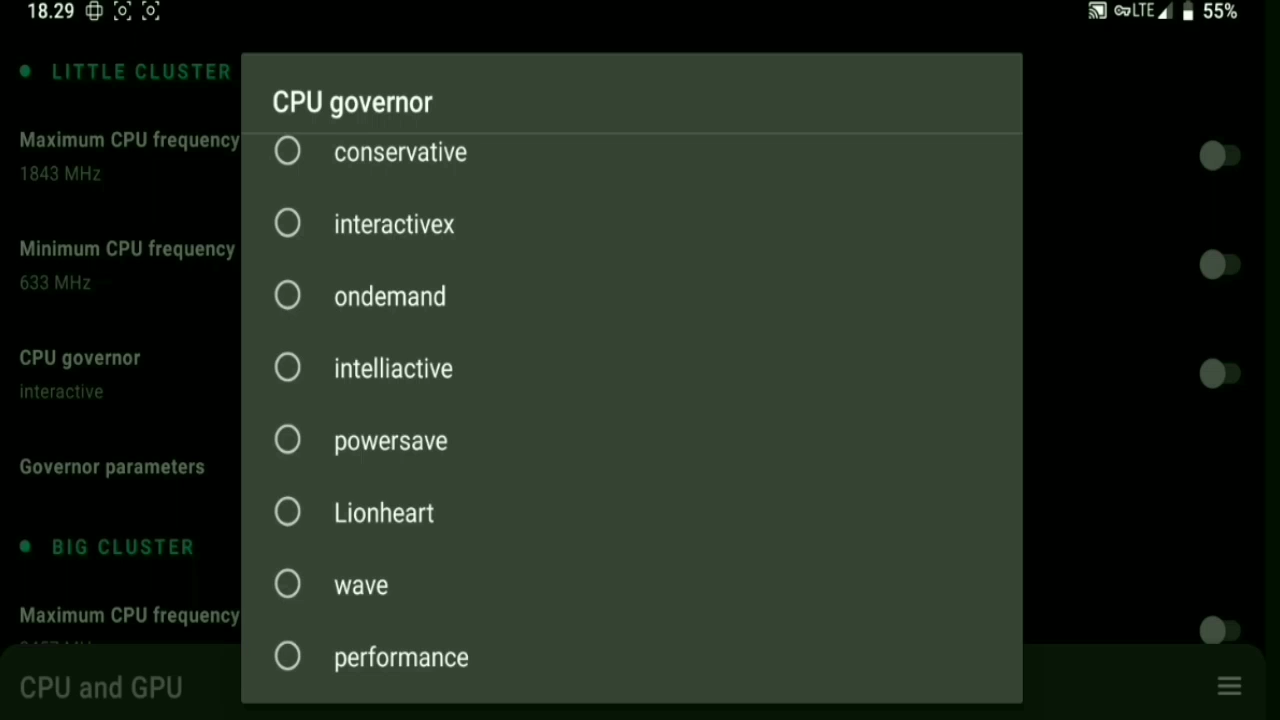 18.29
LTE
55%
LITTLE CLUSTER
Maximum CPU frequency
1843 MHz
Minimum CPU frequency
633 MHz
CPU governor
interactive
Governor parameters
BIG CLUSTER
Maximum CPU frequency
CPU and GPU
CPU governor
conservative
interactivex
ondemand
intelliactive
powersave
Lionheart
wave
performance